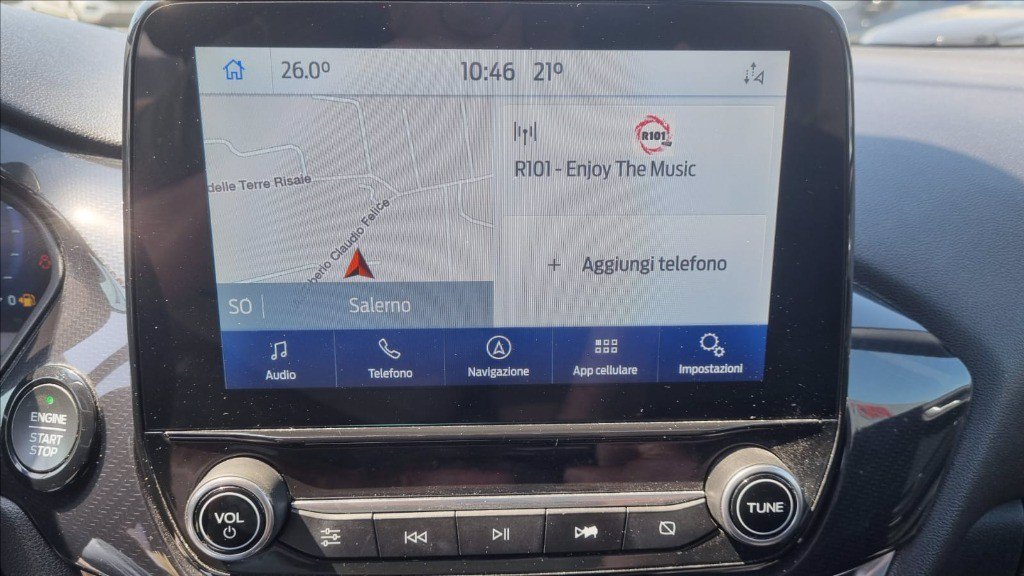 26.0°
10:46
21°
R101
R101 - Enjoy The Music
delle Terre Risaie
Claudio Felice
+ Aggiungi telefono
SO
Salerno
Audio
Telefono
Navigazione
App cellulare
Impostazioni
0
ENGINE
START
STOP
VOL
TUNE